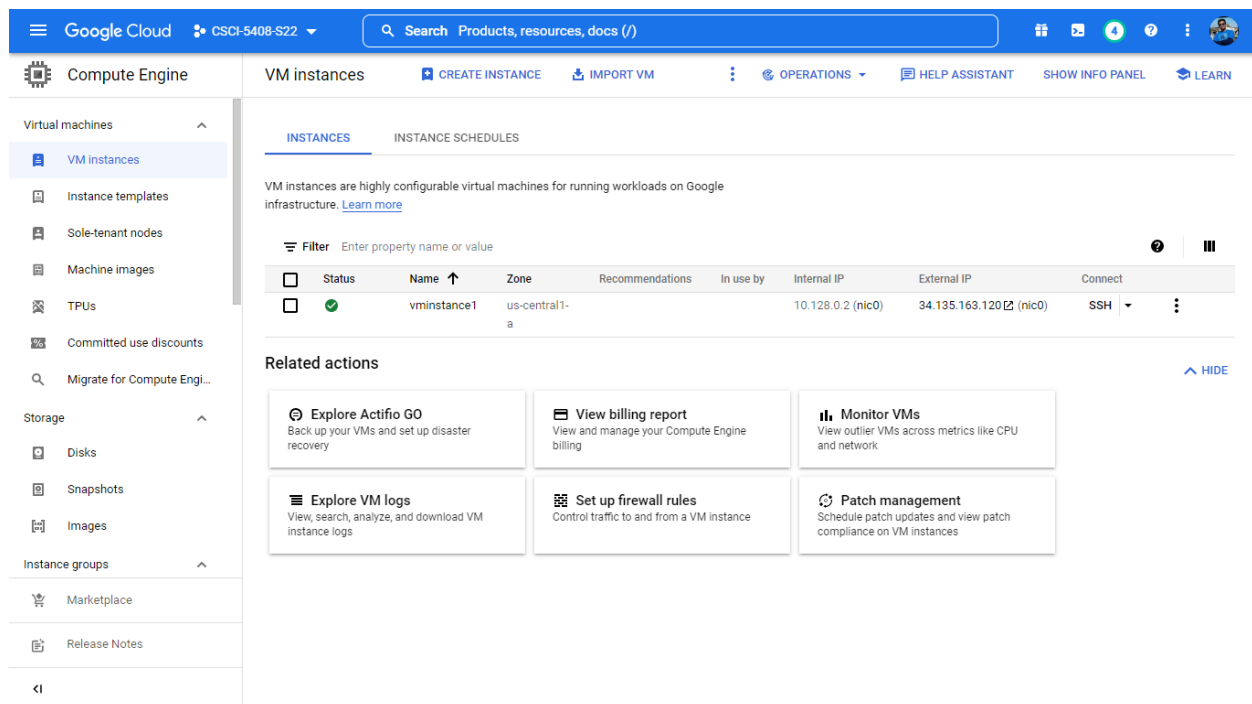 Google Cloud CSCI-5408-S22 Search Products, resources, docs (/) 4
Compute Engine
VM instances CREATE INSTANCE IMPORT VM OPERATIONS HELP ASSISTANT SHOW INFO PANEL LEARN
Virtual machines
VM instances
Instance templates
Sole-tenant nodes
Machine images
TPUs
Committed use discounts
Migrate for Compute Engi...
Storage
Disks
Snapshots
Images
Instance groups
Marketplace
Release Notes
INSTANCES INSTANCE SCHEDULES
VM instances are highly configurable virtual machines for running workloads on Google
infrastructure. Learn more
Filter Enter property name or value
Status Name Zone Recommendations In use by Internal IP External IP Connect
vminstance1 us-central1- 10.128.0.2 (nic0) 34.135.163.120 (nic0) SSH
a
Related actions
HIDE
Explore Actifio GO
Back up your VMs and set up disaster
recovery
View billing report
View and manage your Compute Engine
billing
Monitor VMs
View outlier VMs across metrics like CPU
and network
Explore VM logs
View, search, analyze, and download VM
instance logs
Set up firewall rules
Control traffic to and from a VM instance
Patch management
Schedule patch updates and view patch
compliance on VM instances